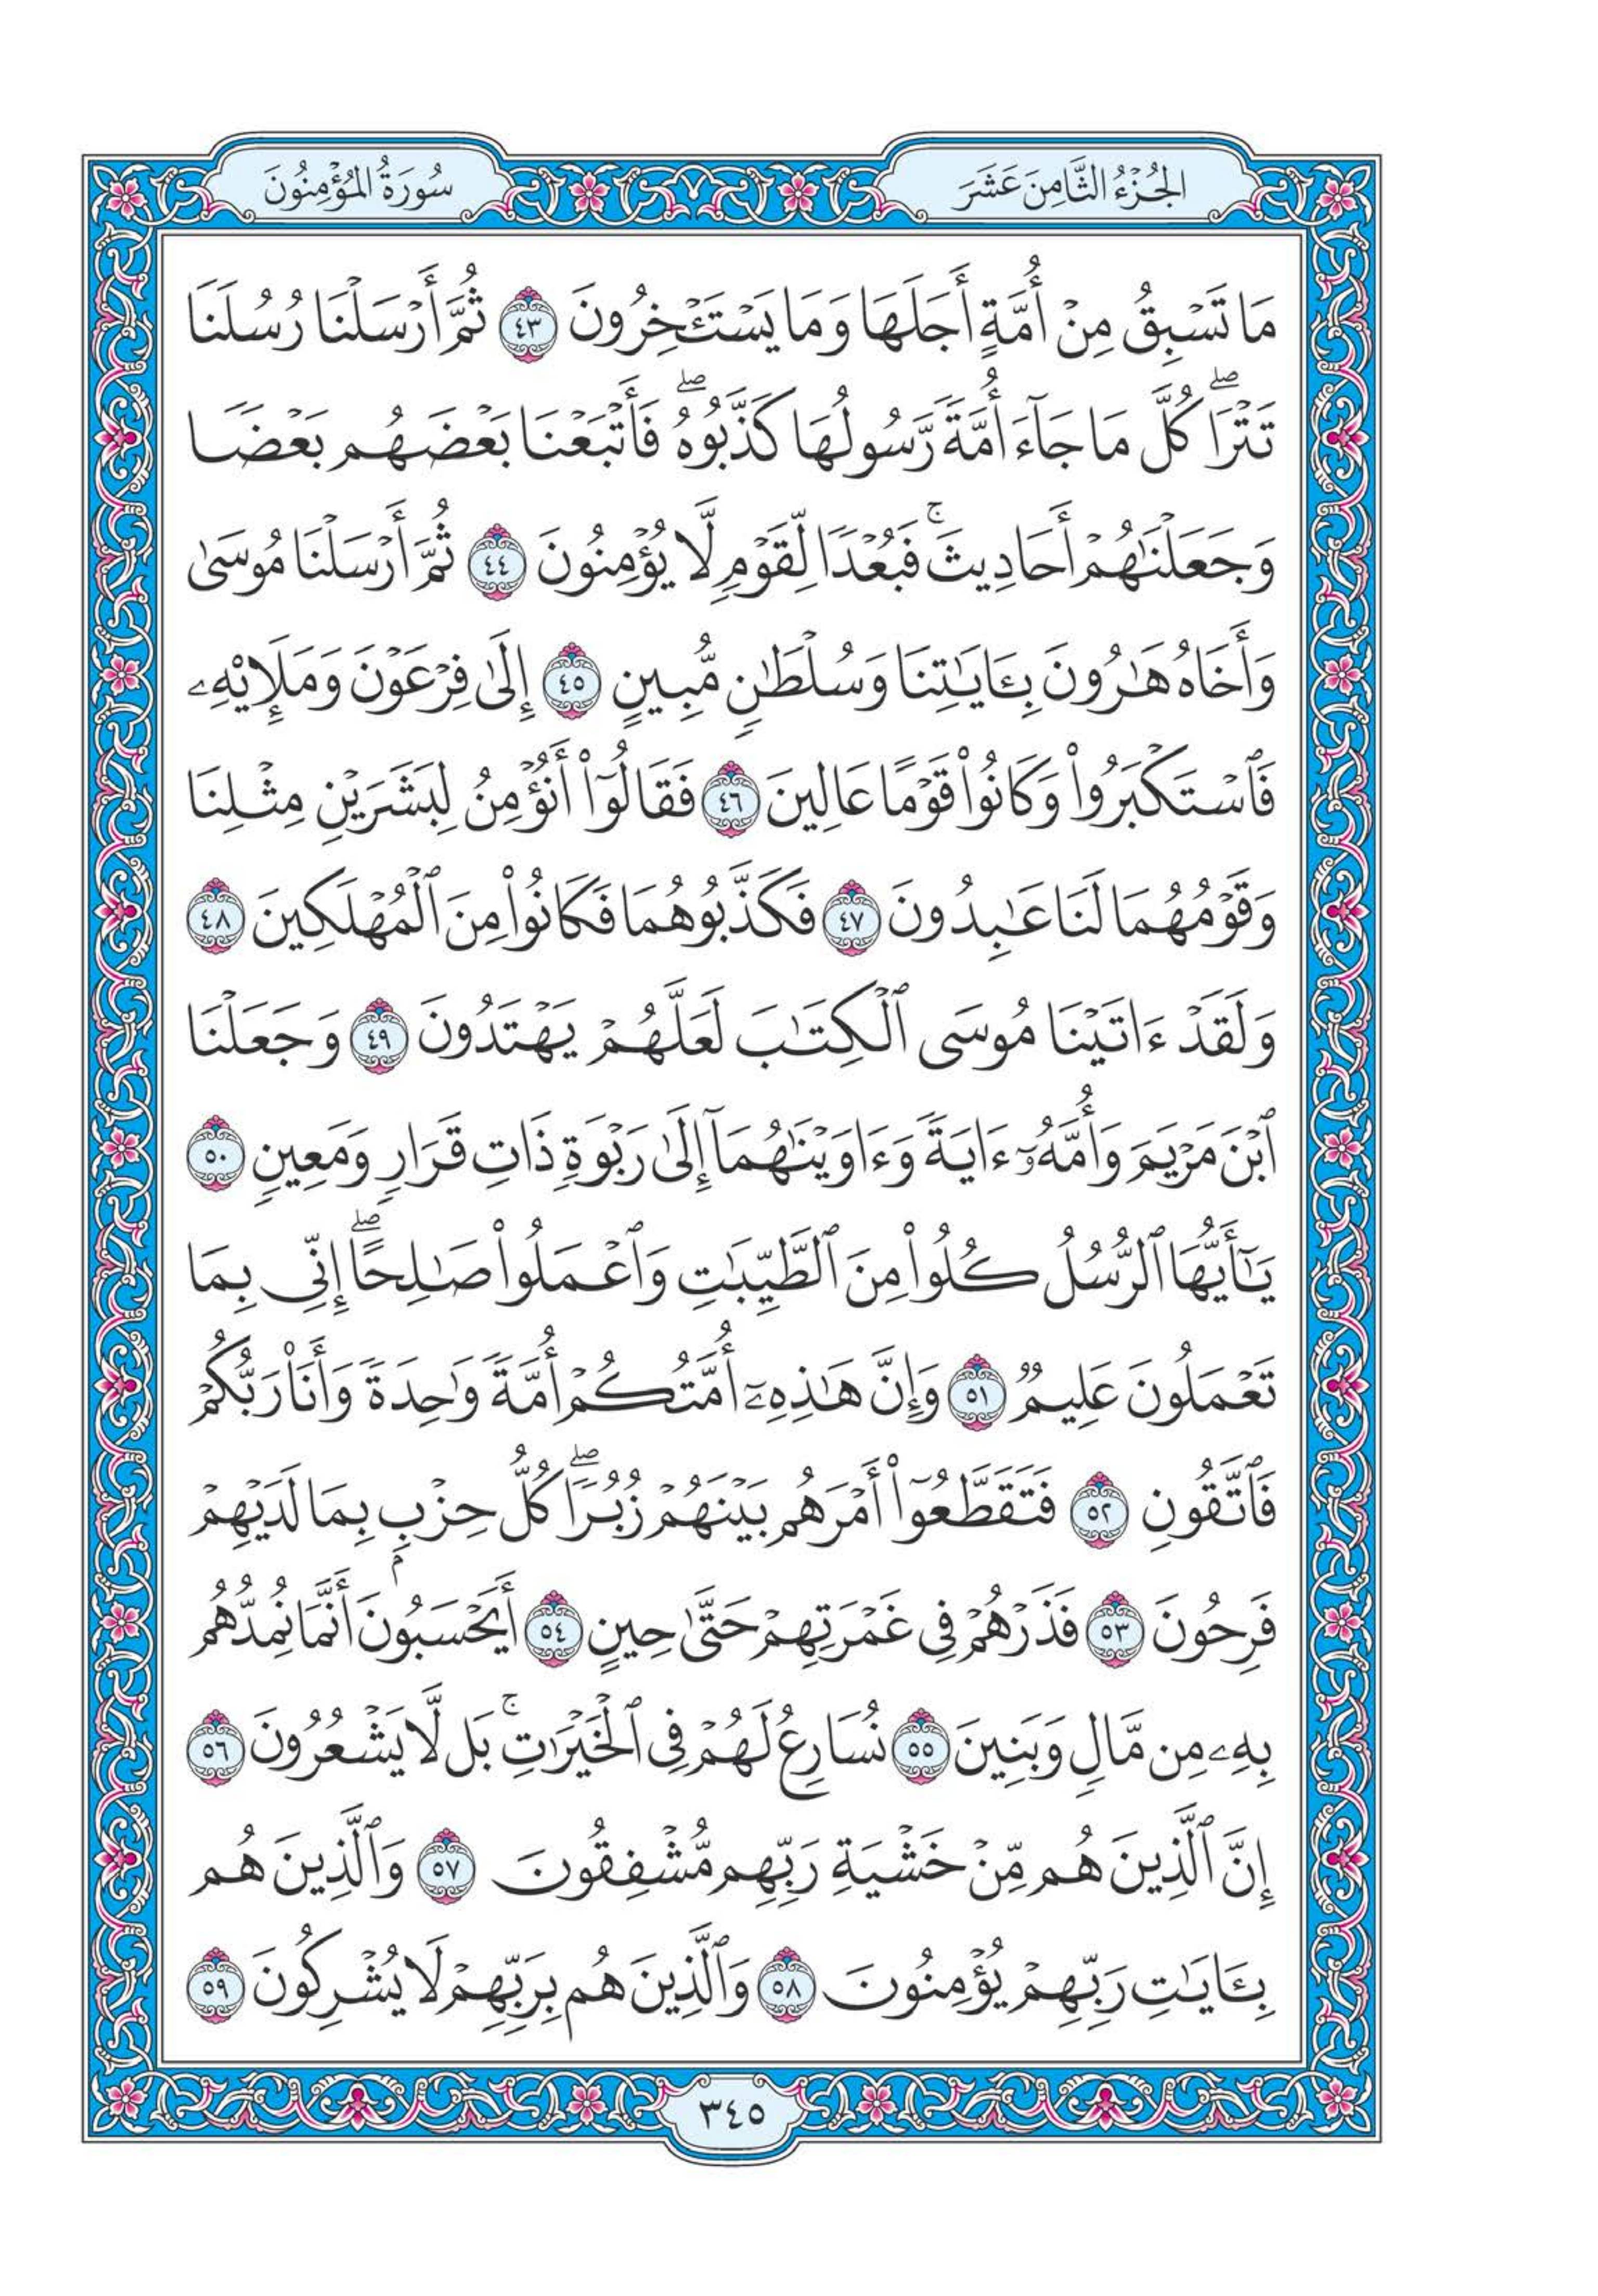 الجُزْءُ الثَّامِنَ عَشَرَ
سُورَةُ المُؤْمِنُونَ
مَا تَسْبِقُ مِنْ أُمَّةٍ أَجَلَهَا وَمَا يَسْتَـْٔخِرُونَ ٤٣ ثُمَّ أَرْسَلْنَا رُسُلَنَا
تَتْرَاۖ كُلَّ مَا جَآءَ أُمَّةً رَّسُولُهَا كَذَّبُوهُۖ فَأَتْبَعْنَا بَعْضَهُم بَعْضًا
وَجَعَلْنَٰهُمْ أَحَادِيثَۚ فَبُعْدًا لِّقَوْمٍ لَّا يُؤْمِنُونَ ٤٤ ثُمَّ أَرْسَلْنَا مُوسَىٰ
وَأَخَاهُ هَٰرُونَ بِـَٔايَٰتِنَا وَسُلْطَٰنٍ مُّبِينٍ ٤٥ إِلَىٰ فِرْعَوْنَ وَمَلَإِيْهِۦ
فَٱسْتَكْبَرُوا۟ وَكَانُوا۟ قَوْمًا عَالِينَ ٤٦ فَقَالُوٓا۟ أَنُؤْمِنُ لِبَشَرَيْنِ مِثْلِنَا
وَقَوْمُهُمَا لَنَا عَٰبِدُونَ ٤٧ فَكَذَّبُوهُمَا فَكَانُوا۟ مِنَ ٱلْمُهْلَكِينَ ٤٨
وَلَقَدْ ءَاتَيْنَا مُوسَى ٱلْكِتَٰبَ لَعَلَّهُمْ يَهْتَدُونَ ٤٩ وَجَعَلْنَا
ٱبْنَ مَرْيَمَ وَأُمَّهُۥٓ ءَايَةً وَءَاوَيْنَٰهُمَآ إِلَىٰ رَبْوَةٍ ذَاتِ قَرَارٍ وَمَعِينٍ ٥٠
يَٰٓأَيُّهَا ٱلرُّسُلُ كُلُوا۟ مِنَ ٱلطَّيِّبَٰتِ وَٱعْمَلُوا۟ صَٰلِحًاۖ إِنِّى بِمَا
تَعْمَلُونَ عَلِيمٌ ٥١ وَإِنَّ هَٰذِهِۦٓ أُمَّتُكُمْ أُمَّةً وَٰحِدَةً وَأَنَا۠ رَبُّكُمْ
فَٱتَّقُونِ ٥٢ فَتَقَطَّعُوٓا۟ أَمْرَهُم بَيْنَهُمْ زُبُرًاۖ كُلُّ حِزْبٍۭ بِمَا لَدَيْهِمْ
فَرِحُونَ ٥٣ فَذَرْهُمْ فِى غَمْرَتِهِمْ حَتَّىٰ حِينٍ ٥٤ أَيَحْسَبُونَ أَنَّمَا نُمِدُّهُم
بِهِۦ مِن مَّالٍ وَبَنِينَ ٥٥ نُسَارِعُ لَهُمْ فِى ٱلْخَيْرَٰتِۚ بَل لَّا يَشْعُرُونَ ٥٦
إِنَّ ٱلَّذِينَ هُم مِّنْ خَشْيَةِ رَبِّهِم مُّشْفِقُونَ ٥٧ وَٱلَّذِينَ هُم
بِـَٔايَٰتِ رَبِّهِمْ يُؤْمِنُونَ ٥٨ وَٱلَّذِينَ هُم بِرَبِّهِمْ لَا يُشْرِكُونَ ٥٩
٣٤٥